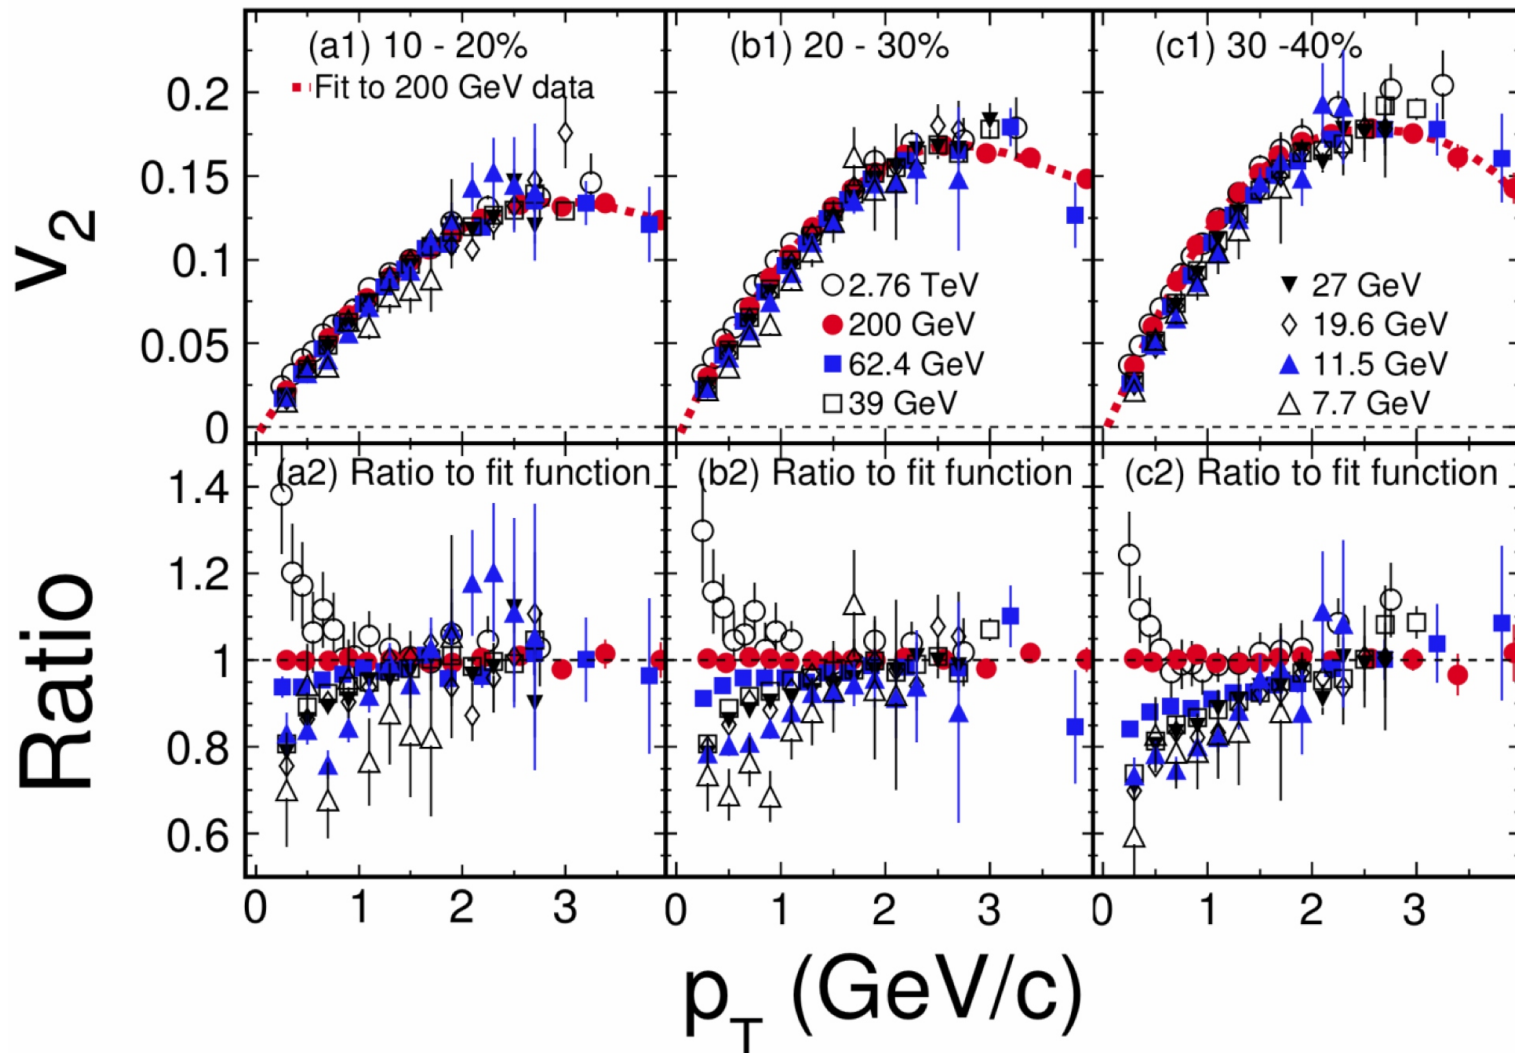 (a1) 10 - 20%
Fit to 200 GeV data
(b1) 20 - 30%
(c1) 30 -40%
0.2
0.15
0.1
0.05
0
v2
2.76 TeV
200 GeV
62.4 GeV
39 GeV
27 GeV
19.6 GeV
11.5 GeV
7.7 GeV
(a2) Ratio to fit function
(b2) Ratio to fit function
(c2) Ratio to fit function
1.4
1.2
1
0.8
0.6
Ratio
0 1 2 3 0 1 2 3 0 1 2 3
pT (GeV/c)